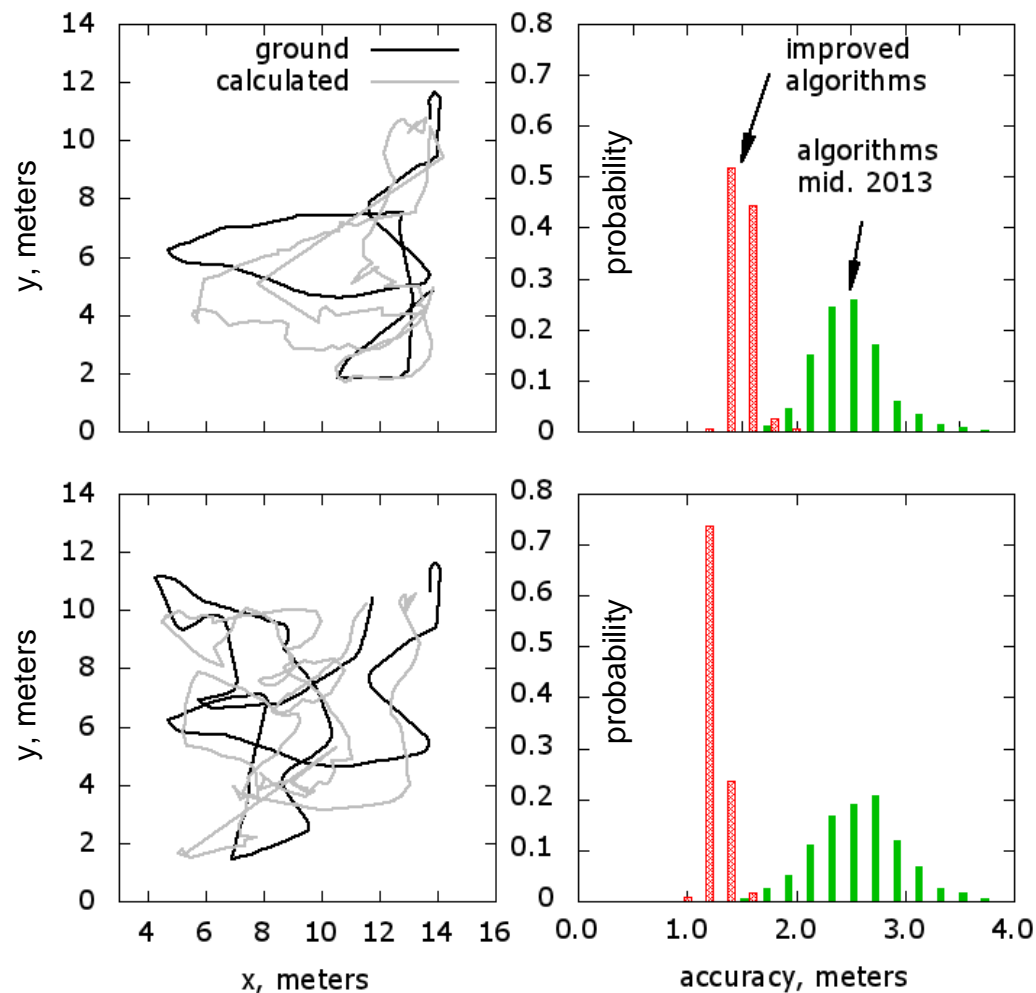 14
12
10
8
6
4
2
0
y, meters
ground
calculated
0.8
0.7
0.6
0.5
0.4
0.3
0.2
0.1
0
probability
improved
algorithms
algorithms
mid. 2013
14
12
10
8
6
4
2
0
y, meters
4 6 8 10 12 14 16
x, meters
0.8
0.7
0.6
0.5
0.4
0.3
0.2
0.1
0
probability
0.0 1.0 2.0 3.0 4.0
accuracy, meters